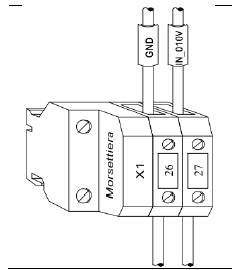 GND
IN_010V
Morsettiera
X1
26
27